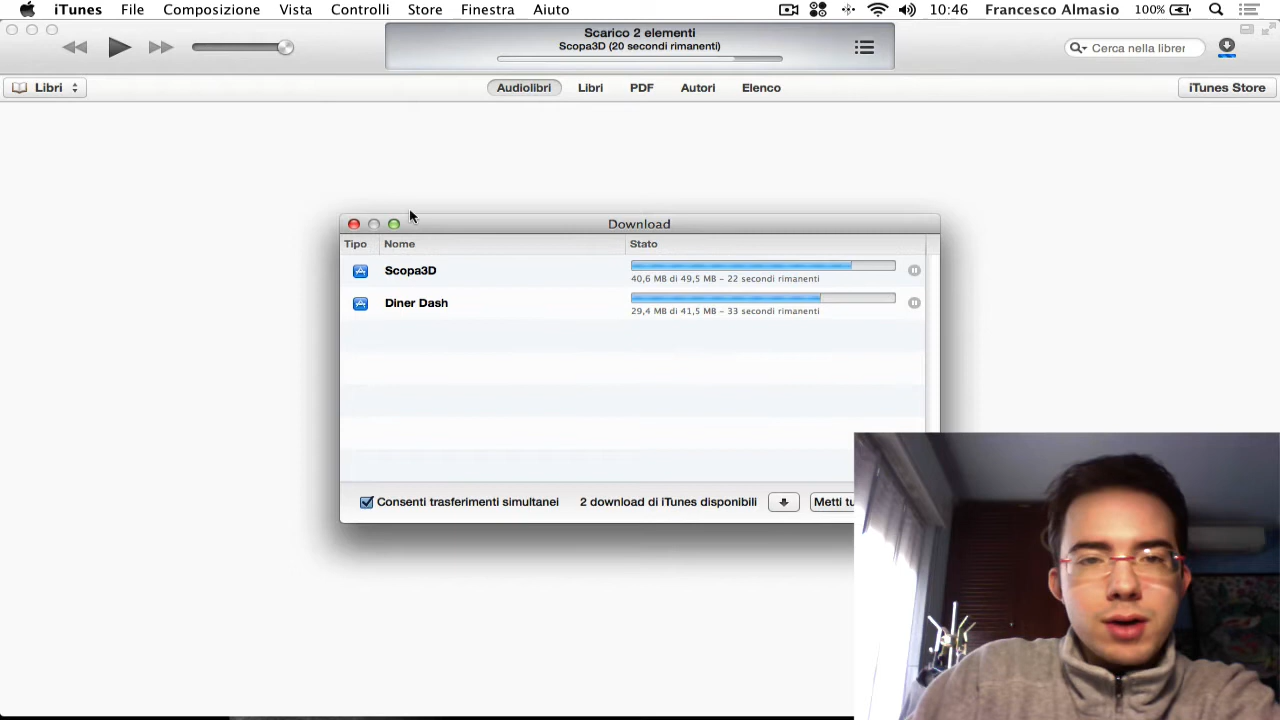 iTunes File Composizione Vista Controlli Store Finestra Aiuto 10:46 Francesco Almasio 100%
Scarico 2 elementi
Scopa3D (20 secondi rimanenti)
Cerca nella librer
Libri Audiolibri Libri PDF Autori Elenco iTunes Store
Download
Tipo Nome Stato
Scopa3D
40,6 MB di 49,5 MB – 22 secondi rimanenti
Diner Dash
29,4 MB di 41,5 MB – 33 secondi rimanenti
Consenti trasferimenti simultanei 2 download di iTunes disponibili Metti tu